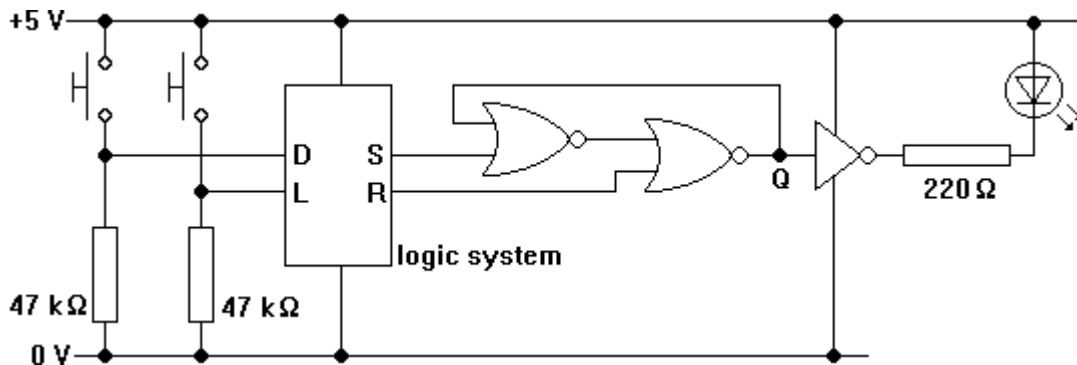 +5 V
D S
L R
Q
220 Ω
logic system
47 kΩ 47 kΩ
0 V